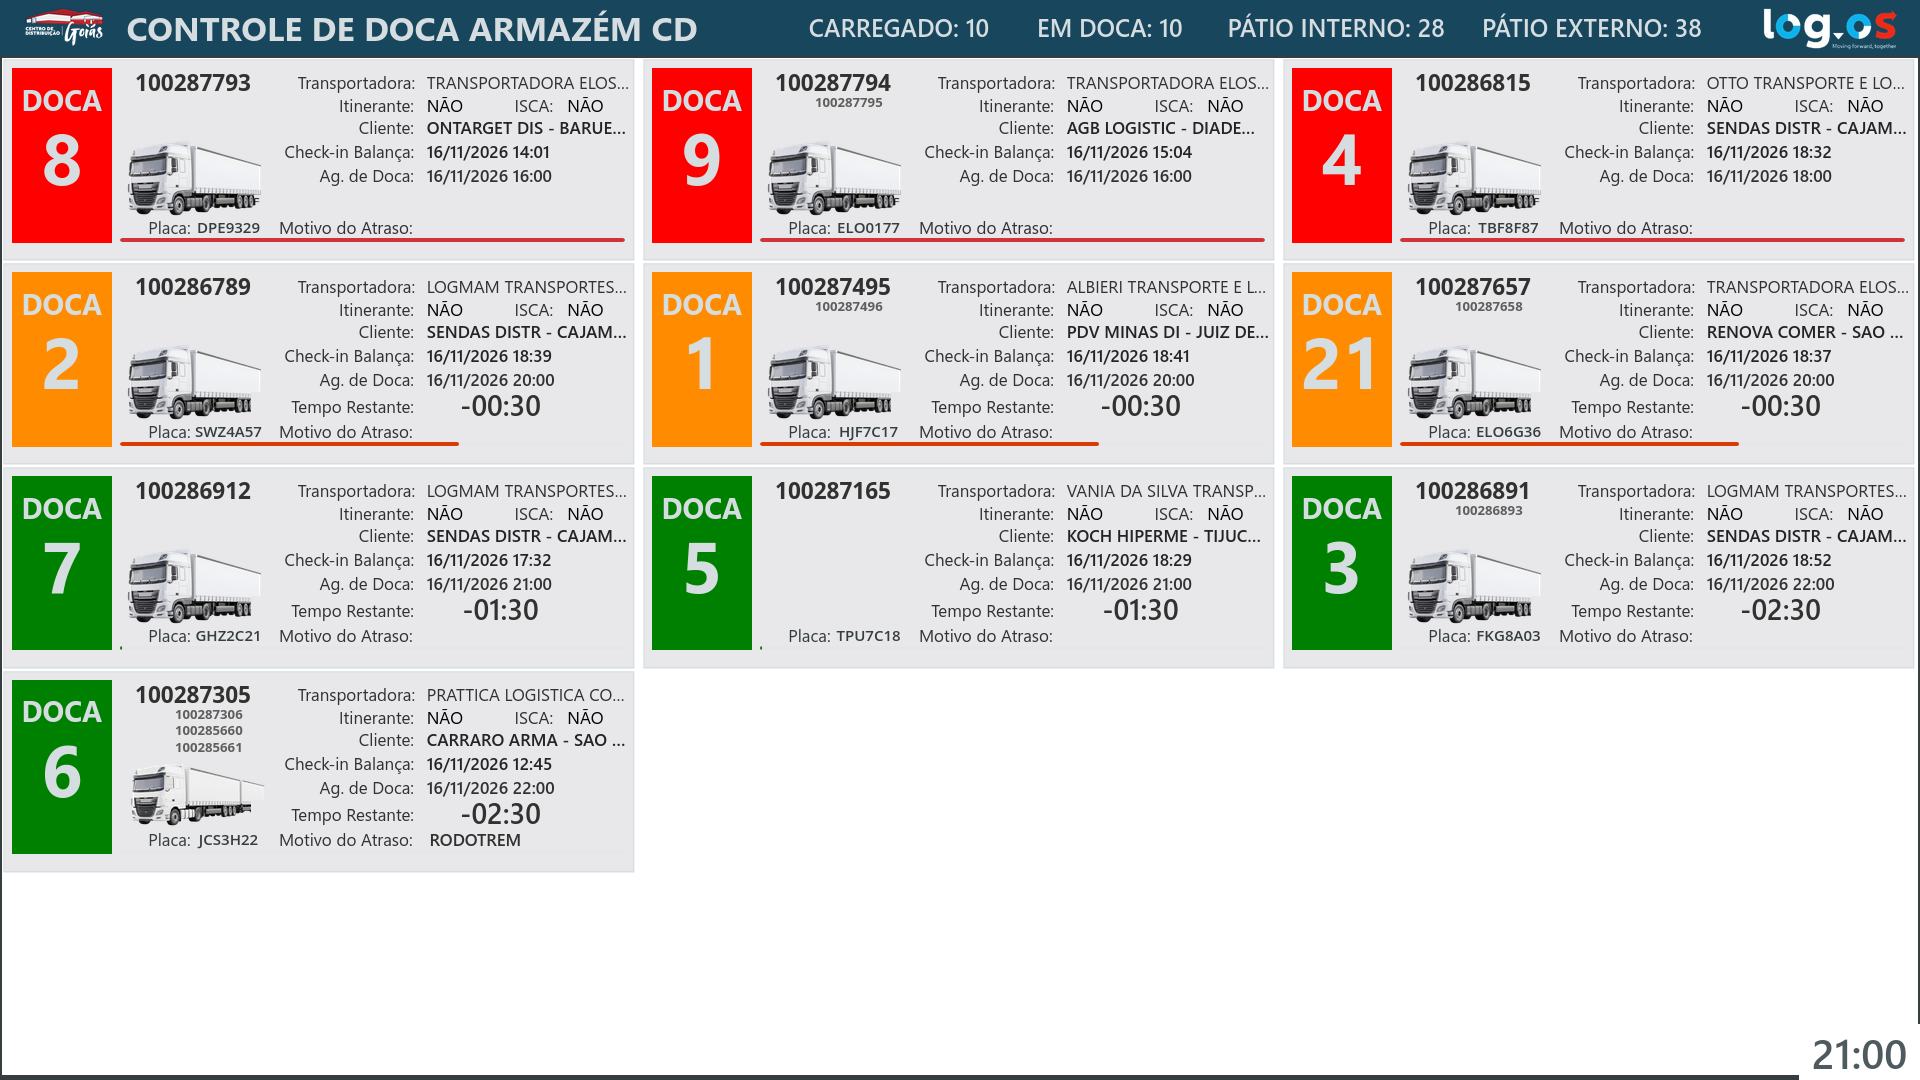 CENTRO DE DISTRIBUIÇÃO Goiás
CONTROLE DE DOCA ARMAZÉM CD
CARREGADO: 10 EM DOCA: 10 PÁTIO INTERNO: 28 PÁTIO EXTERNO: 38
log.os
Moving forward, together
DOCA 8
100287793
Transportadora: TRANSPORTADORA ELOS...
Itinerante: NÃO ISCA: NÃO
Cliente: ONTARGET DIS - BARUE...
Check-in Balança: 16/11/2026 14:01
Ag. de Doca: 16/11/2026 16:00
Placa: DPE9329 Motivo do Atraso:
DOCA 9
100287794
100287795
Transportadora: TRANSPORTADORA ELOS...
Itinerante: NÃO ISCA: NÃO
Cliente: AGB LOGISTIC - DIADE...
Check-in Balança: 16/11/2026 15:04
Ag. de Doca: 16/11/2026 16:00
Placa: ELO0177 Motivo do Atraso:
DOCA 4
100286815
Transportadora: OTTO TRANSPORTE E LO...
Itinerante: NÃO ISCA: NÃO
Cliente: SENDAS DISTR - CAJAM...
Check-in Balança: 16/11/2026 18:32
Ag. de Doca: 16/11/2026 18:00
Placa: TBF8F87 Motivo do Atraso:
DOCA 2
100286789
Transportadora: LOGMAM TRANSPORTES...
Itinerante: NÃO ISCA: NÃO
Cliente: SENDAS DISTR - CAJAM...
Check-in Balança: 16/11/2026 18:39
Ag. de Doca: 16/11/2026 20:00
Tempo Restante: -00:30
Placa: SWZ4A57 Motivo do Atraso:
DOCA 1
100287495
100287496
Transportadora: ALBIERI TRANSPORTE E L...
Itinerante: NÃO ISCA: NÃO
Cliente: PDV MINAS DI - JUIZ DE...
Check-in Balança: 16/11/2026 18:41
Ag. de Doca: 16/11/2026 20:00
Tempo Restante: -00:30
Placa: HJF7C17 Motivo do Atraso:
DOCA 21
100287657
100287658
Transportadora: TRANSPORTADORA ELOS...
Itinerante: NÃO ISCA: NÃO
Cliente: RENOVA COMER - SAO ...
Check-in Balança: 16/11/2026 18:37
Ag. de Doca: 16/11/2026 20:00
Tempo Restante: -00:30
Placa: ELO6G36 Motivo do Atraso:
DOCA 7
100286912
Transportadora: LOGMAM TRANSPORTES...
Itinerante: NÃO ISCA: NÃO
Cliente: SENDAS DISTR - CAJAM...
Check-in Balança: 16/11/2026 17:32
Ag. de Doca: 16/11/2026 21:00
Tempo Restante: -01:30
Placa: GHZ2C21 Motivo do Atraso:
DOCA 5
100287165
Transportadora: VANIA DA SILVA TRANSP...
Itinerante: NÃO ISCA: NÃO
Cliente: KOCH HIPERME - TIJUC...
Check-in Balança: 16/11/2026 18:29
Ag. de Doca: 16/11/2026 21:00
Tempo Restante: -01:30
Placa: TPU7C18 Motivo do Atraso:
DOCA 3
100286891
100286893
Transportadora: LOGMAM TRANSPORTES...
Itinerante: NÃO ISCA: NÃO
Cliente: SENDAS DISTR - CAJAM...
Check-in Balança: 16/11/2026 18:52
Ag. de Doca: 16/11/2026 22:00
Tempo Restante: -02:30
Placa: FKG8A03 Motivo do Atraso:
DOCA 6
100287305
100287306
100285660
100285661
Transportadora: PRATTICA LOGISTICA CO...
Itinerante: NÃO ISCA: NÃO
Cliente: CARRARO ARMA - SAO ...
Check-in Balança: 16/11/2026 12:45
Ag. de Doca: 16/11/2026 22:00
Tempo Restante: -02:30
Placa: JCS3H22 Motivo do Atraso: RODOTREM
21:00